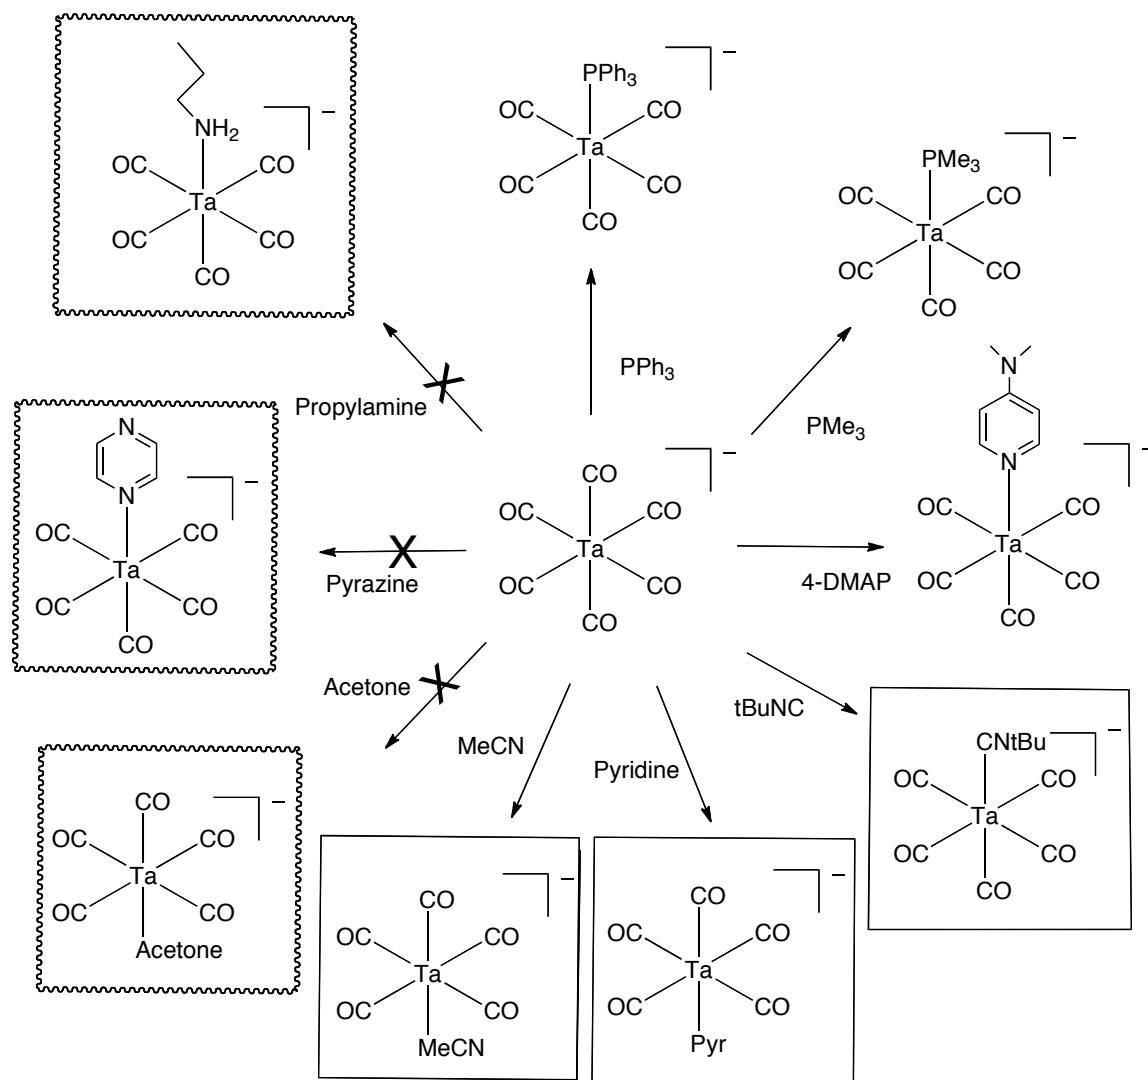 NH2
OC
CO
Ta
OC
CO
CO
−
PPh3
OC
CO
Ta
OC
CO
CO
−
PMe3
OC
CO
Ta
OC
CO
CO
−
Propylamine
PPh3
PMe3
N
N
OC
CO
Ta
OC
CO
CO
−
Pyrazine
CO
OC
CO
Ta
OC
CO
CO
−
4-DMAP
N
N
OC
CO
Ta
OC
CO
CO
−
Acetone
MeCN
Pyridine
tBuNC
CO
OC
CO
Ta
OC
CO
Acetone
−
CO
OC
CO
Ta
OC
CO
MeCN
−
CO
OC
CO
Ta
OC
CO
Pyr
−
CNtBu
OC
CO
Ta
OC
CO
CO
−